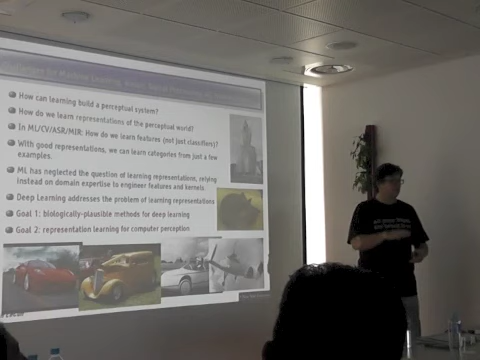 Challenges for Machine Learning
How can learning build a perceptual system?
How do we learn representations of the perceptual world?
In ML/CV/ASR/MIR: How do we learn features (not just classifiers)?
With good representations, we can learn categories from just a few
examples.
ML has neglected the question of learning representations, relying
instead on domain expertise to engineer features and kernels.
Deep Learning addresses the problem of learning representations
Goal 1: biologically-plausible methods for deep learning
Goal 2: representation learning for computer perception